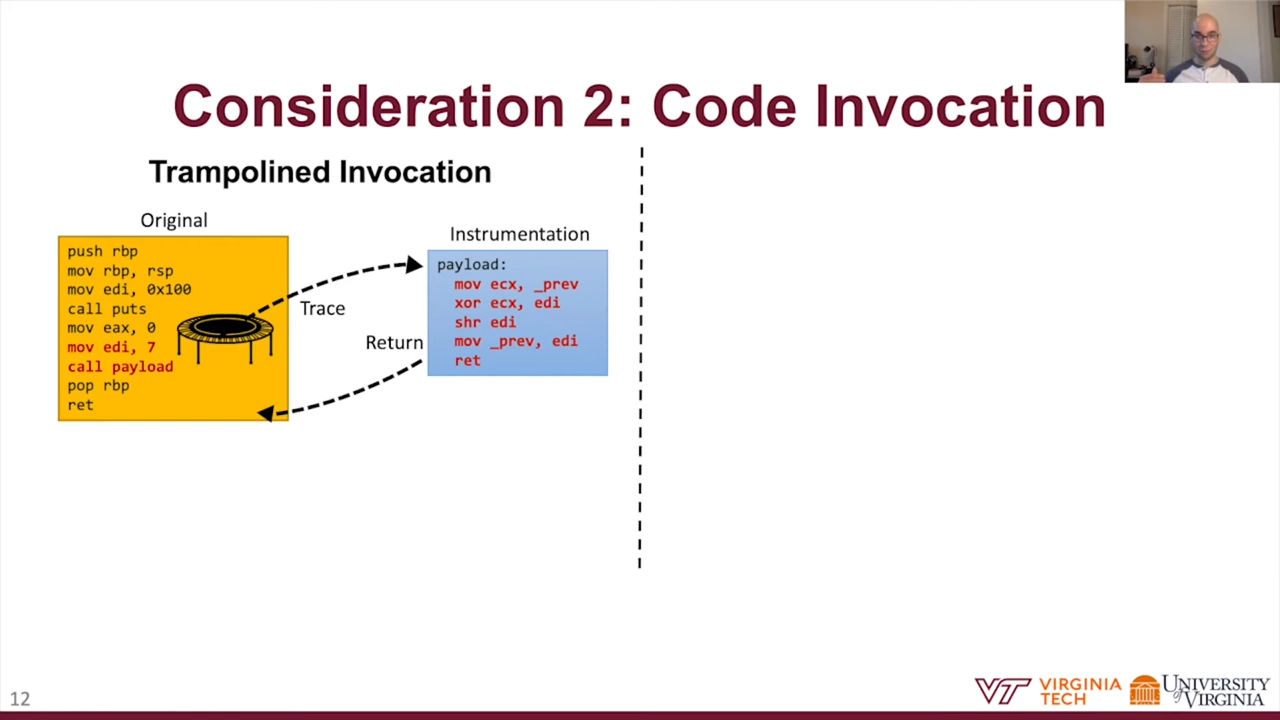 Consideration 2: Code Invocation
Trampolined Invocation
Original
push rbp
mov rbp, rsp
mov edi, 0x100
call puts
mov eax, 0
mov edi, 7
call payload
pop rbp
ret
Trace
Return
Instrumentation
payload:
mov ecx, _prev
xor ecx, edi
shr edi
mov _prev, edi
ret
12
VT VIRGINIA TECH
UNIVERSITY of VIRGINIA